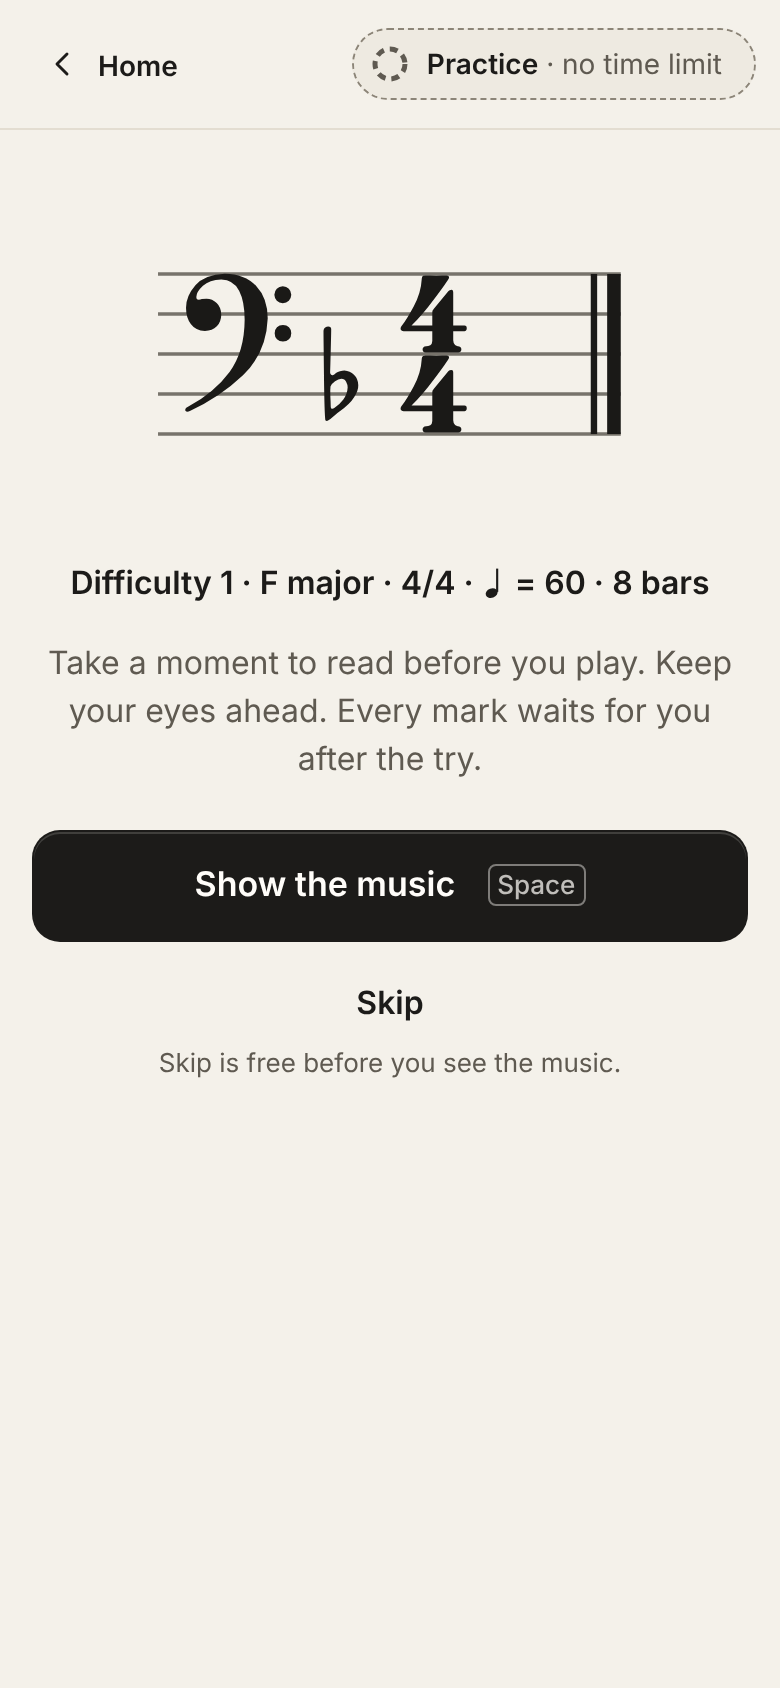 Home
Practice · no time limit
4
4
Difficulty 1 · F major · 4/4 · ♩ = 60 · 8 bars
Take a moment to read before you play. Keep
your eyes ahead. Every mark waits for you
after the try.
Show the music Space
Skip
Skip is free before you see the music.